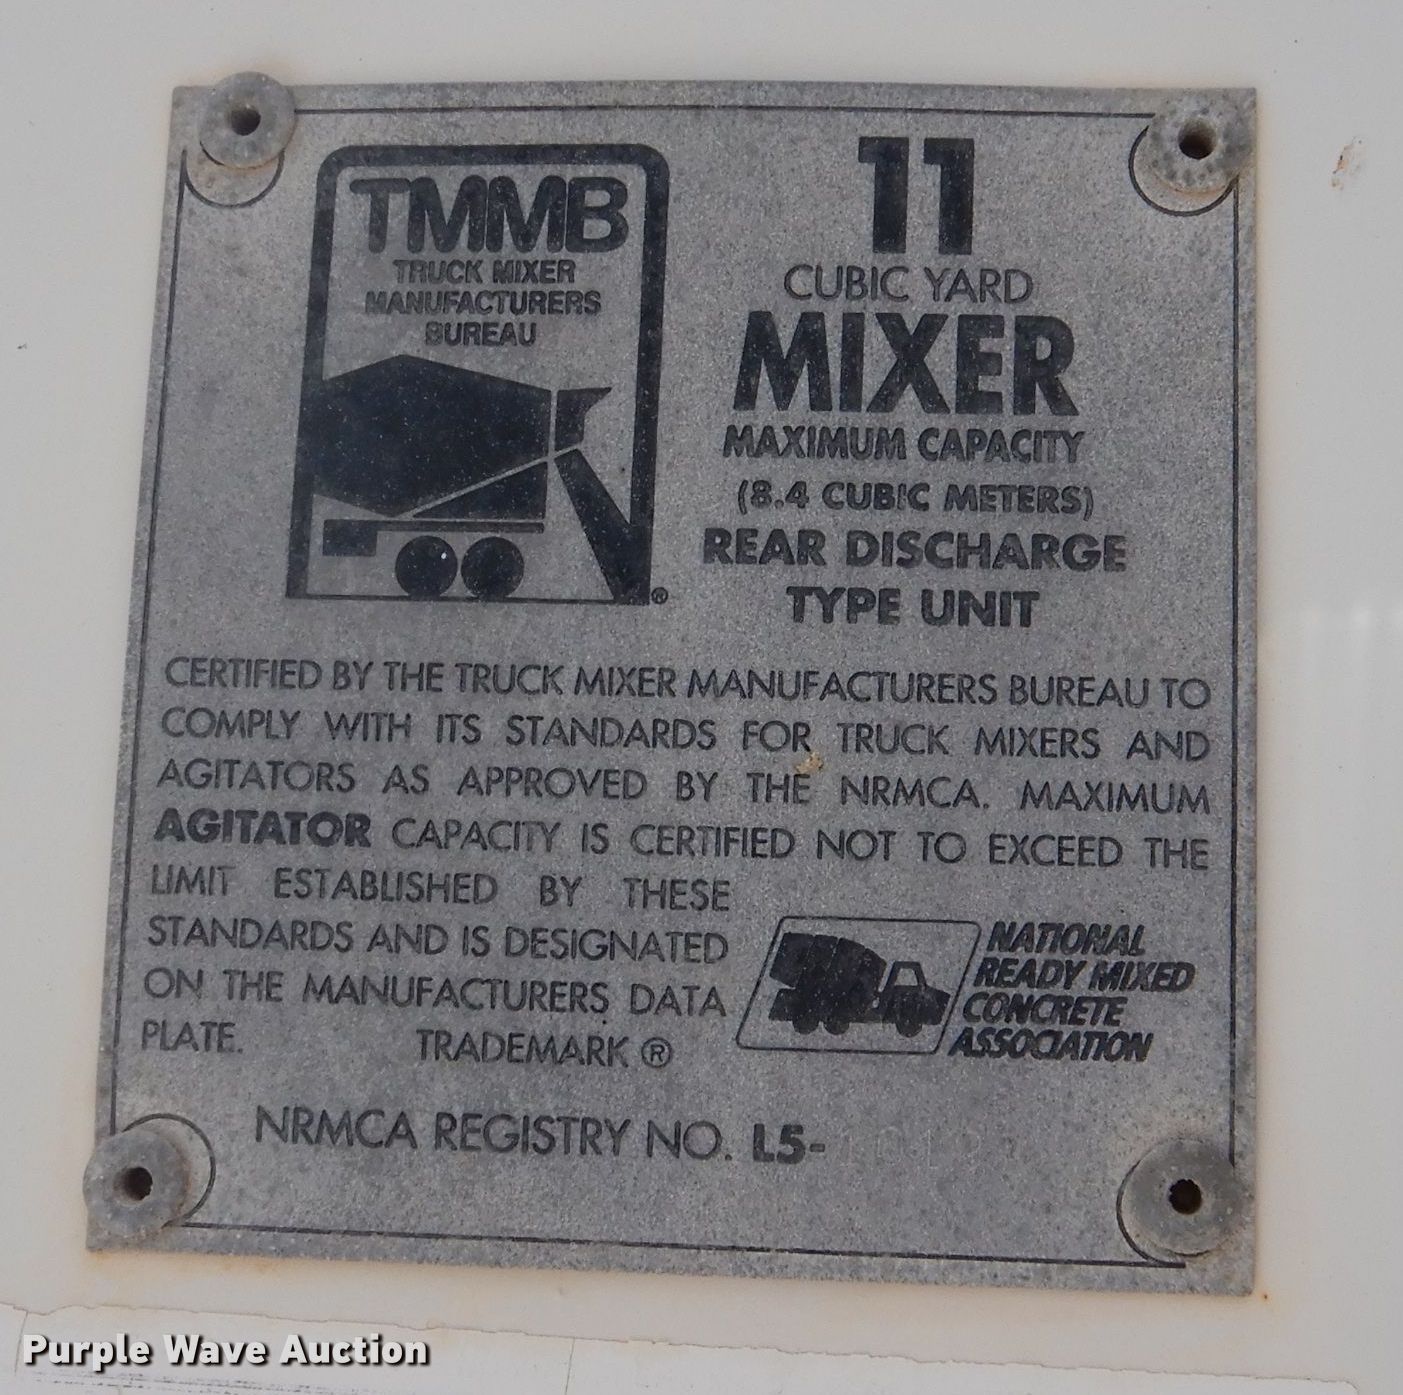 TMMB
TRUCK MIXER
MANUFACTURERS
BUREAU
®
11
CUBIC YARD
MIXER
MAXIMUM CAPACITY
(8.4 CUBIC METERS)
REAR DISCHARGE
TYPE UNIT
CERTIFIED BY THE TRUCK MIXER MANUFACTURERS BUREAU TO
COMPLY WITH ITS STANDARDS FOR TRUCK MIXERS AND
AGITATORS AS APPROVED BY THE NRMCA. MAXIMUM
AGITATOR CAPACITY IS CERTIFIED NOT TO EXCEED THE
LIMIT ESTABLISHED BY THESE
STANDARDS AND IS DESIGNATED
ON THE MANUFACTURERS DATA
PLATE. TRADEMARK ®
NATIONAL
READY MIXED
CONCRETE
ASSOCIATION
NRMCA REGISTRY NO. L5-
Purple Wave Auction